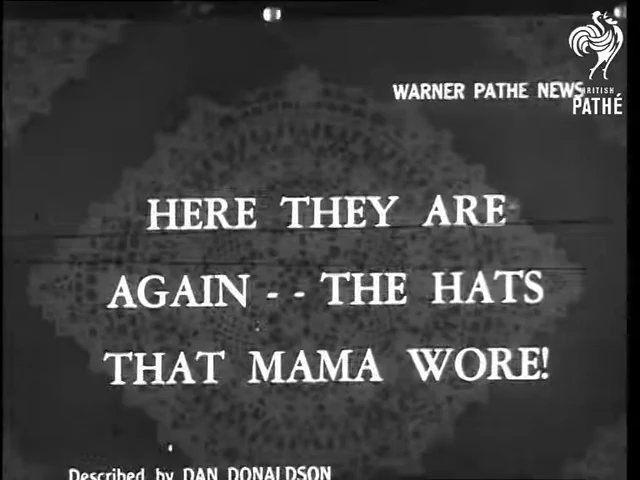 WARNER PATHE NEWS
BRITISH
PATHÉ
HERE THEY ARE
AGAIN -- THE HATS
THAT MAMA WORE!
Described by DAN DONALDSON